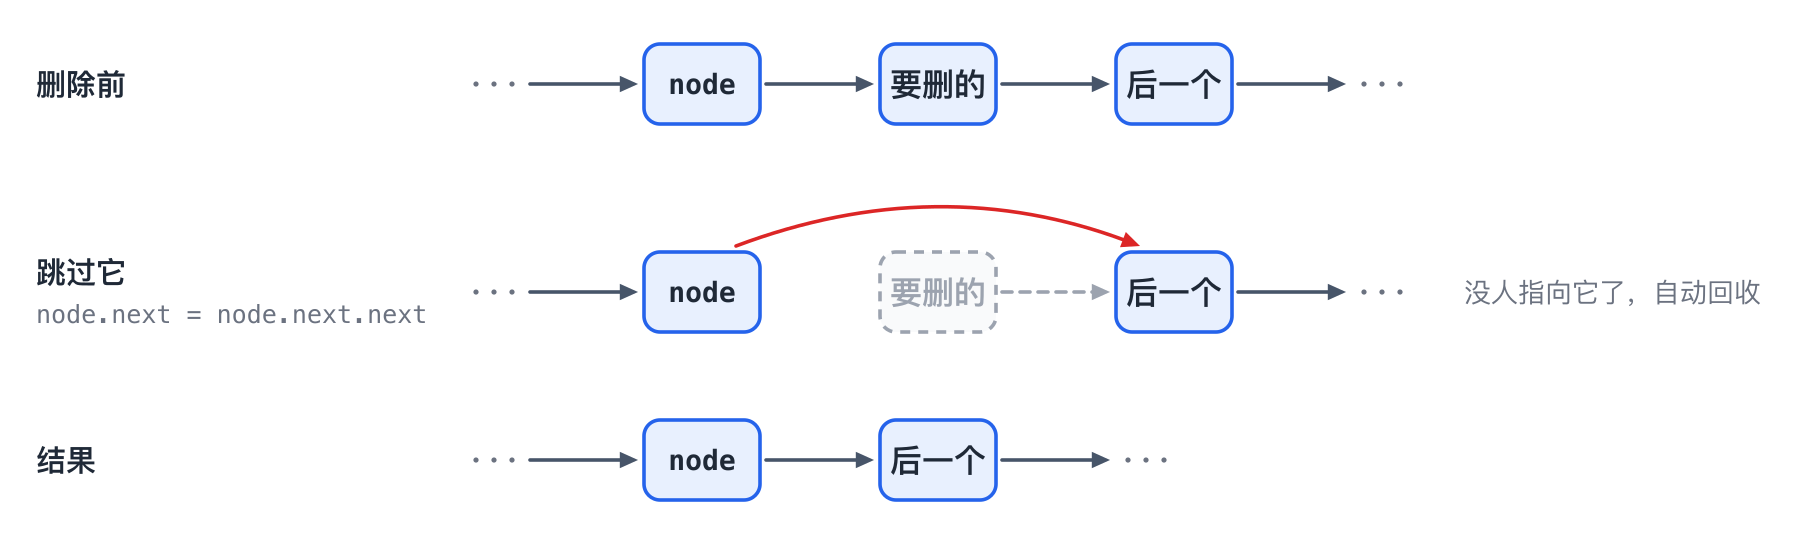 删除前
··· node 要删的 后一个 ···
跳过它
node.next = node.next.next
··· node 要删的 后一个 ··· 没人指向它了，自动回收
结果
··· node 后一个 ···